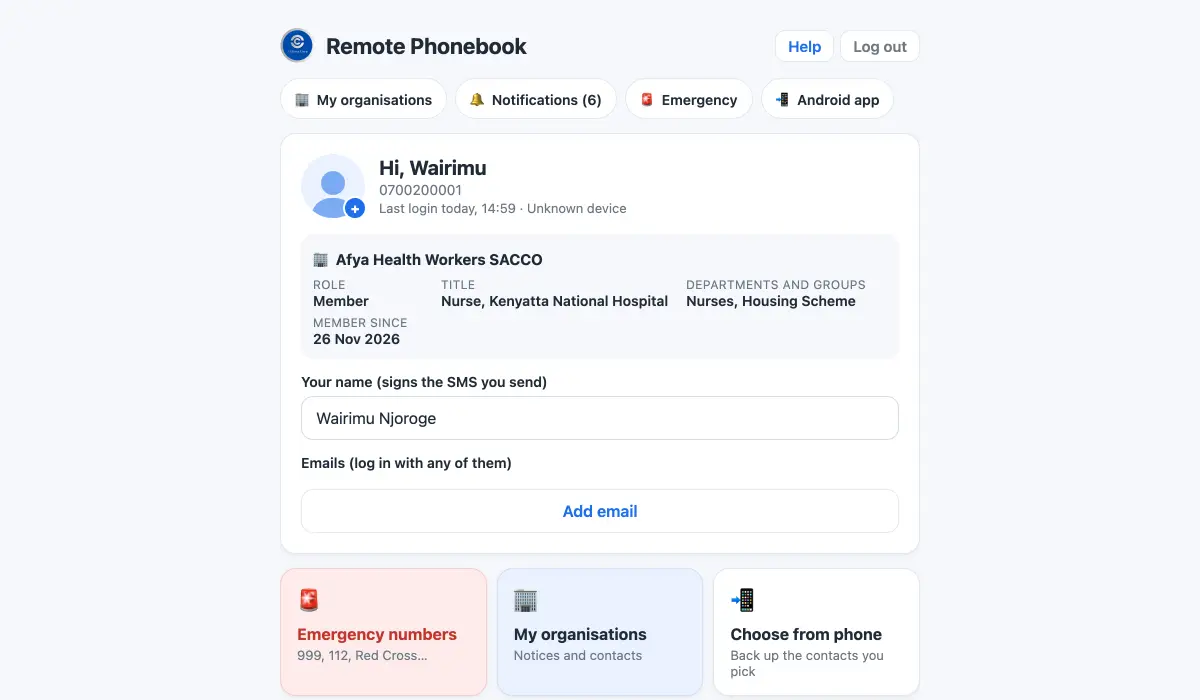 Remote Phonebook
Help
Log out
My organisations
Notifications (6)
Emergency
Android app
Hi, Wairimu
0700200001
Last login today, 14:59 · Unknown device
Afya Health Workers SACCO
ROLE
Member
TITLE
Nurse, Kenyatta National Hospital
DEPARTMENTS AND GROUPS
Nurses, Housing Scheme
MEMBER SINCE
26 Nov 2026
Your name (signs the SMS you send)
Wairimu Njoroge
Emails (log in with any of them)
Add email
Emergency numbers
999, 112, Red Cross...
My organisations
Notices and contacts
Choose from phone
Back up the contacts you
pick